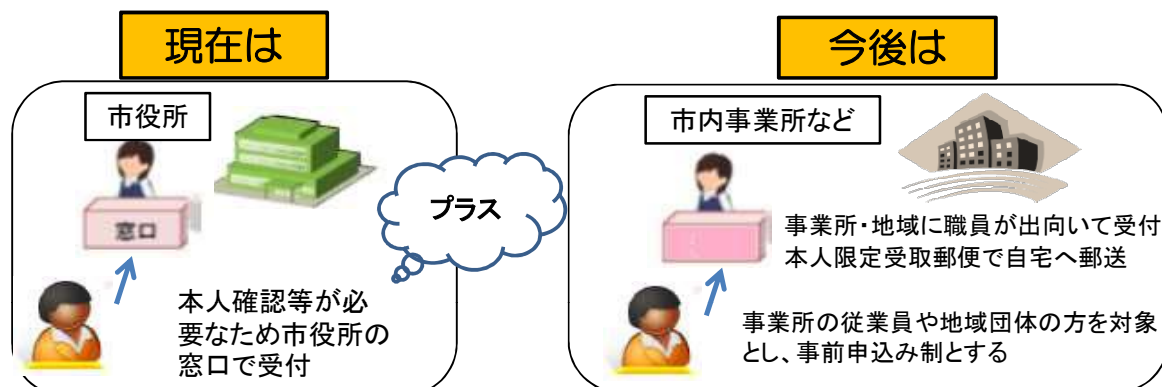 現在は
市役所
窓口
本人確認等が必
要なため市役所の
窓口で受付
プラス
今後は
市内事業所など
事業所・地域に職員が出向いて受付
本人限定受取郵便で自宅へ郵送
事業所の従業員や地域団体の方を対象
とし、事前申込み制とする